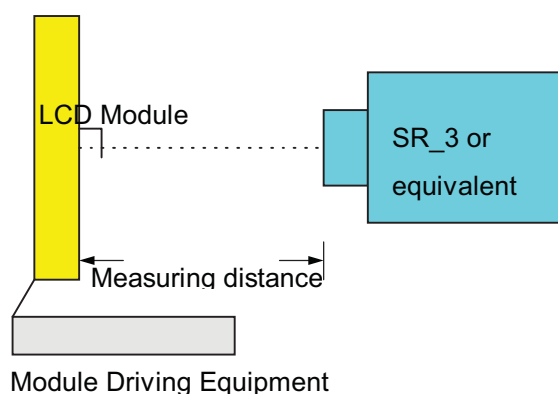 LCD Module
SR_3 or
equivalent
Measuring distance
Module Driving Equipment